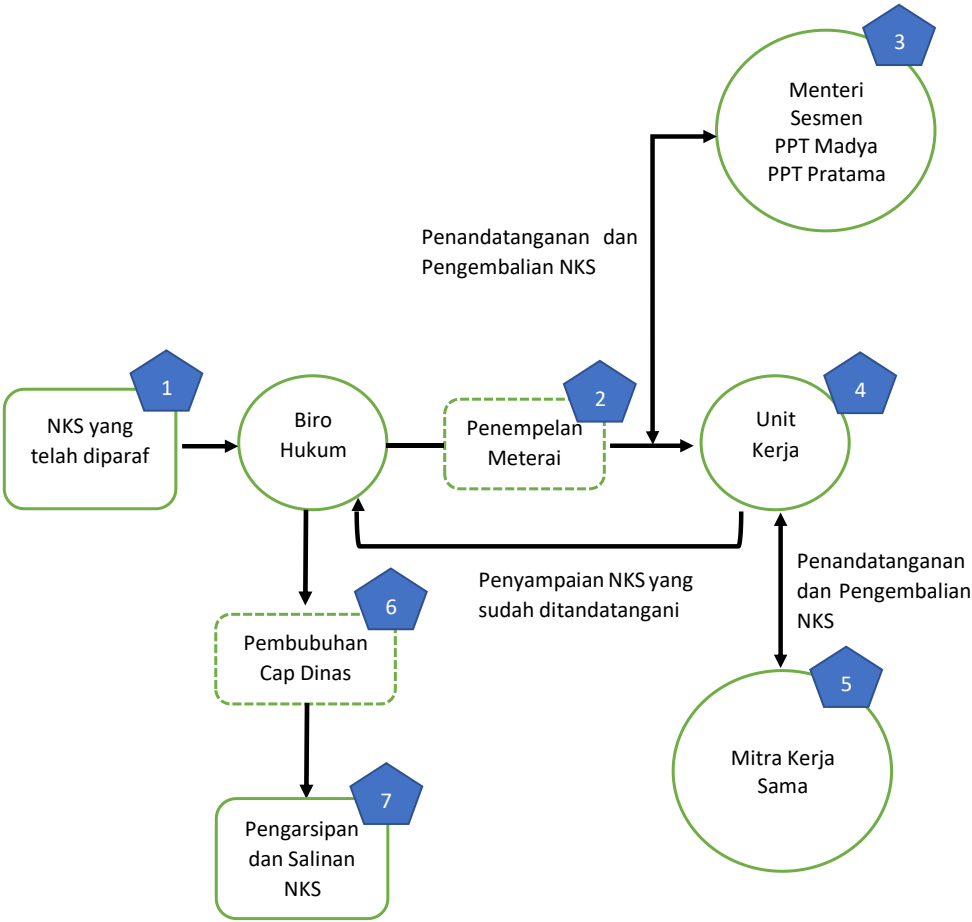 3
Menteri
Sesmen
PPT Madya
PPT Pratama
Penandatanganan dan
Pengembalian NKS
1
NKS yang
telah diparaf
Biro
Hukum
2
Penempelan
Meterai
4
Unit
Kerja
Penyampaian NKS yang
sudah ditandatangani
Penandatanganan
dan Pengembalian
NKS
6
Pembubuhan
Cap Dinas
5
Mitra Kerja
Sama
7
Pengarsipan
dan Salinan
NKS